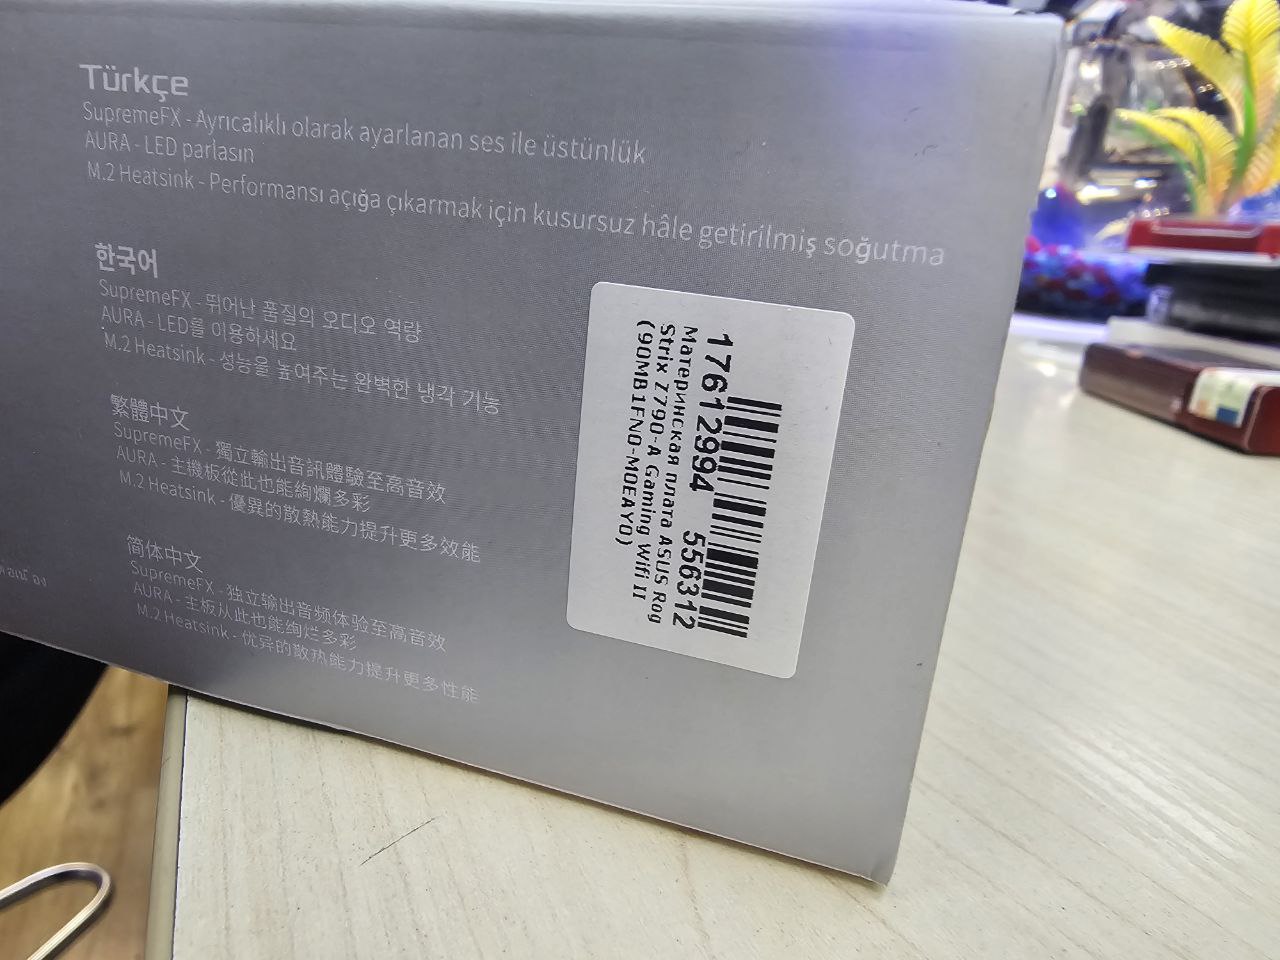 Türkçe
SupremeFX - Ayrıcalıklı olarak ayarlanan ses ile üstünlük
AURA - LED parlasın
M.2 Heatsink - Performansı açığa çıkarmak için kusursuz hâle getirilmiş soğutma
한국어
SupremeFX - 뛰어난 품질의 오디오 역량
AURA - LED를 이용하세요
M.2 Heatsink - 성능을 높여주는 완벽한 냉각 기능
繁體中文
SupremeFX - 獨立輸出音訊體驗至高音效
AURA - 主機板從此也能絢爛多彩
M.2 Heatsink - 優異的散熱能力提升更多效能
简体中文
SupremeFX - 独立输出音频体验至高音效
AURA - 主板从此也能绚烂多彩
M.2 Heatsink - 优异的散热能力提升更多性能
17612994 556312
Материнская плата ASUS Rog
Strix Z790-A Gaming Wifi II
(90MB1FN0-M0EAY0)